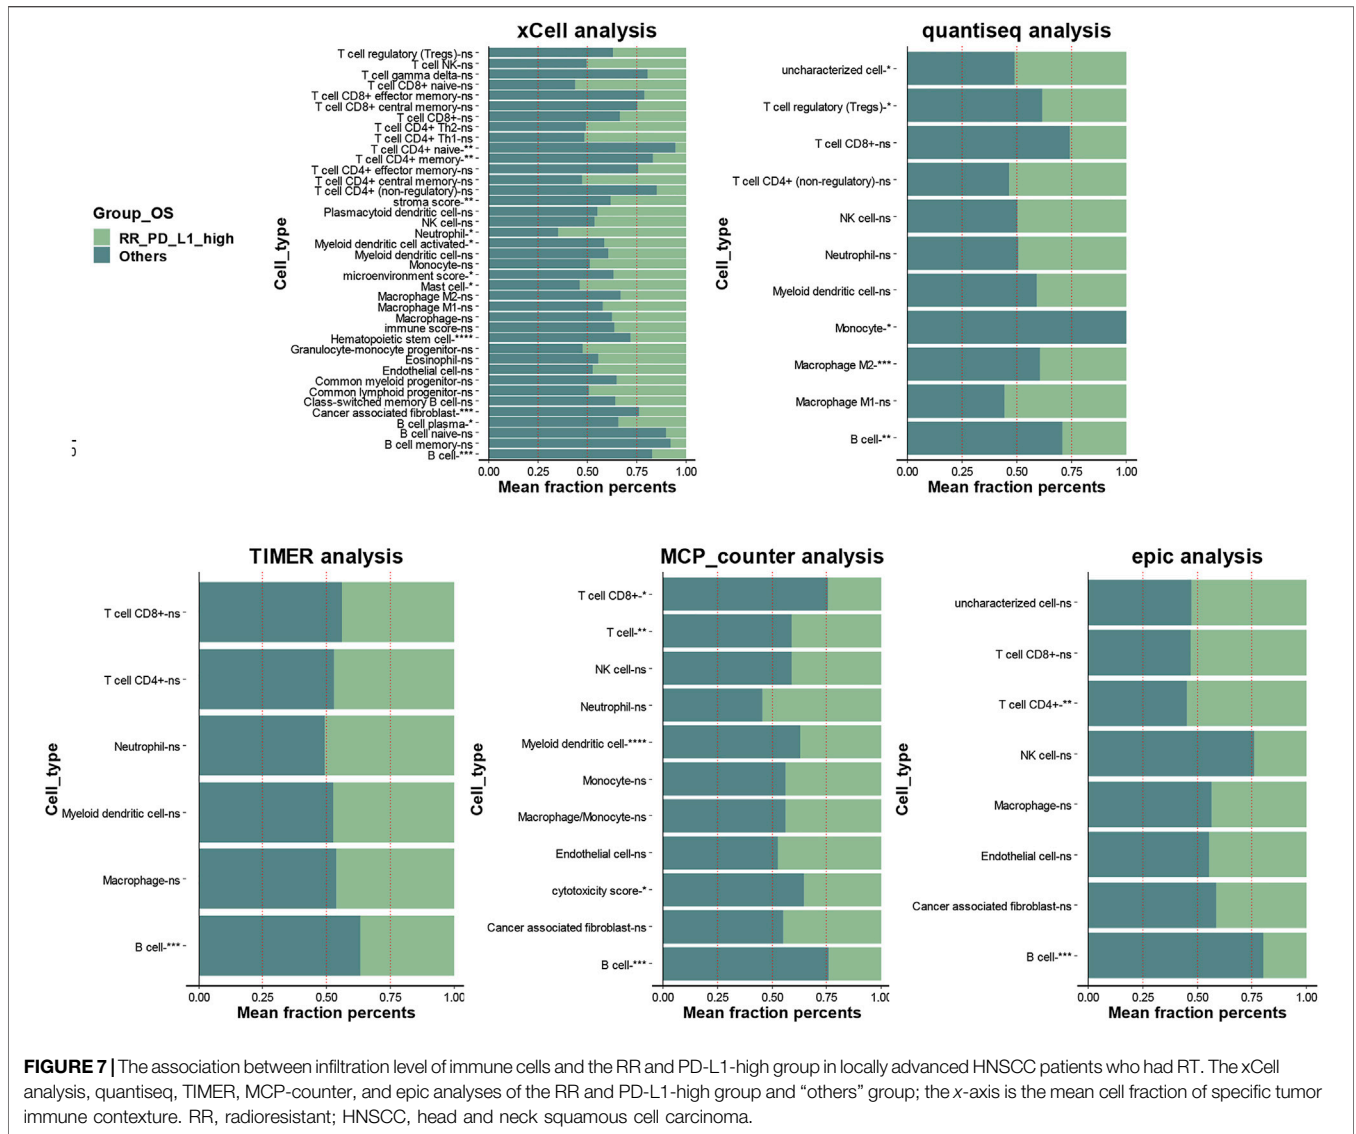 xCell analysis
T cell regulatory (Tregs)-ns
T cell NK-ns
T cell gamma delta-ns
T cell CD8+ naive-ns
T cell CD8+ effector memory-ns
T cell CD8+ central memory-ns
T cell CD8+-ns
T cell CD4+ Th2-ns
T cell CD4+ Th1-ns
T cell CD4+ naive-**
T cell CD4+ memory-**
T cell CD4+ effector memory-ns
T cell CD4+ central memory-ns
T cell CD4+ (non-regulatory)-ns
stroma score-**
Plasmacytoid dendritic cell-ns
NK cell-ns
Neutrophil-*
Myeloid dendritic cell activated-*
Myeloid dendritic cell-ns
Monocyte-ns
microenvironment score-*
Mast cell-*
Macrophage M2-ns
Macrophage M1-ns
Macrophage-ns
immune score-ns
Hematopoietic stem cell-****
Granulocyte-monocyte progenitor-ns
Eosinophil-ns
Endothelial cell-ns
Common myeloid progenitor-ns
Common lymphoid progenitor-ns
Class-switched memory B cell-ns
Cancer associated fibroblast-***
B cell plasma-*
B cell naive-ns
B cell memory-ns
B cell-***
Cell_type
0.00 0.25 0.50 0.75 1.00
Mean fraction percents
Group_OS
RR_PD_L1_high
Others
quantiseq analysis
uncharacterized cell-*
T cell regulatory (Tregs)-*
T cell CD8+-ns
T cell CD4+ (non-regulatory)-ns
NK cell-ns
Neutrophil-ns
Myeloid dendritic cell-ns
Monocyte-*
Macrophage M2-***
Macrophage M1-ns
B cell-**
Cell_type
0.00 0.25 0.50 0.75 1.00
Mean fraction percents
TIMER analysis
T cell CD8+-ns
T cell CD4+-ns
Neutrophil-ns
Myeloid dendritic cell-ns
Macrophage-ns
B cell-***
Cell_type
0.00 0.25 0.50 0.75 1.00
Mean fraction percents
MCP_counter analysis
T cell CD8+-*
T cell-**
NK cell-ns
Neutrophil-ns
Myeloid dendritic cell-****
Monocyte-ns
Macrophage/Monocyte-ns
Endothelial cell-ns
cytotoxicity score-*
Cancer associated fibroblast-ns
B cell-***
Cell_type
0.00 0.25 0.50 0.75 1.00
Mean fraction percents
epic analysis
uncharacterized cell-ns
T cell CD8+-ns
T cell CD4+-**
NK cell-ns
Macrophage-ns
Endothelial cell-ns
Cancer associated fibroblast-ns
B cell-***
Cell_type
0.00 0.25 0.50 0.75 1.00
Mean fraction percents
FIGURE 7 | The association between infiltration level of immune cells and the RR and PD-L1-high group in locally advanced HNSCC patients who had RT. The xCell
analysis, quantiseq, TIMER, MCP-counter, and epic analyses of the RR and PD-L1-high group and “others” group; the x-axis is the mean cell fraction of specific tumor
immune contexture. RR, radioresistant; HNSCC, head and neck squamous cell carcinoma.